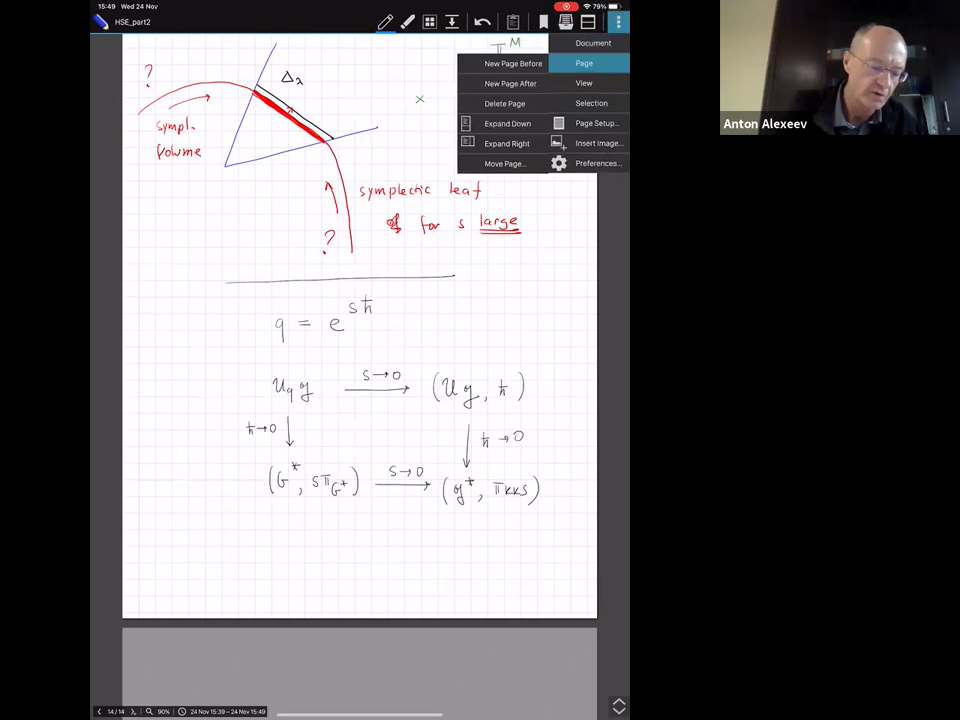 15:49 Wed 24 Nov
79%
HSE_part2
M
Document
New Page Before
Page
New Page After
View
Delete Page
Selection
Expand Down
Page Setup...
Expand Right
Insert Image...
Move Page...
Preferences...
Anton Alexeev
?
Δλ
×
sympl.
volume
symplectic leaf
for s large
?
q = e^{sħ}
U_q 𝔤 s→0 (U𝔤, ħ)
ħ→0 ħ→0
(G*, sπ_{G*}) s→0 (𝔤*, π_{KKS})
14/14 90% 24 Nov 15:39 – 24 Nov 15:49